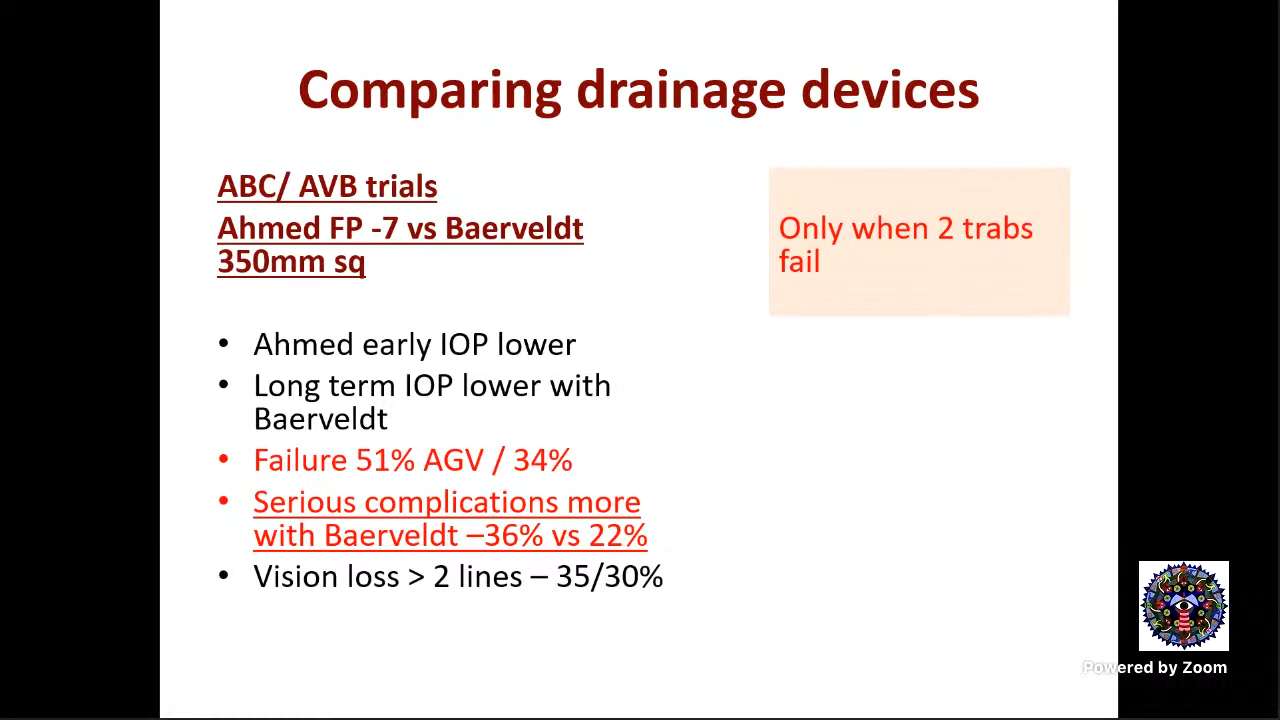 Comparing drainage devices
ABC/ AVB trials
Ahmed FP -7 vs Baerveldt
350mm sq
Only when 2 trabs
fail
• Ahmed early IOP lower
• Long term IOP lower with
Baerveldt
• Failure 51% AGV / 34%
• Serious complications more
with Baerveldt –36% vs 22%
• Vision loss > 2 lines – 35/30%
Powered by Zoom